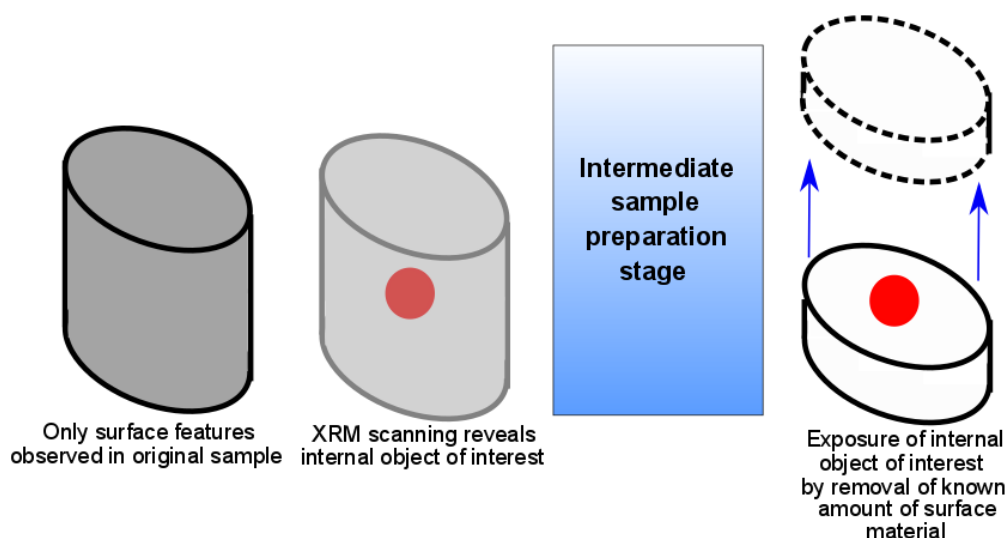 Only surface features
observed in original sample
XRM scanning reveals
internal object of interest
Intermediate
sample
preparation
stage
Exposure of internal
object of interest
by removal of known
amount of surface
material